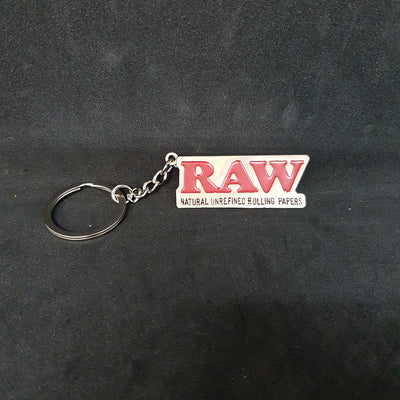 RAW
NATURAL UNREFINED ROLLING PAPERS